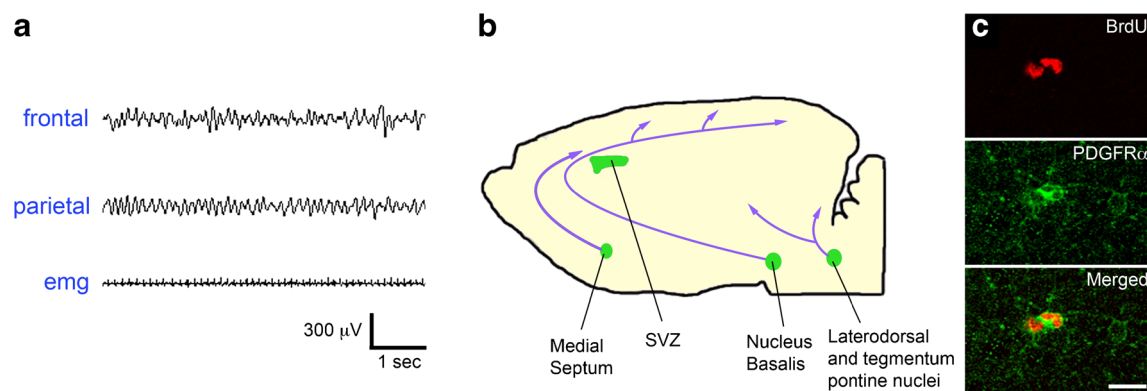 a
frontal
parietal
emg
300 µV
1 sec
b
Medial
Septum
SVZ
Nucleus
Basalis
Laterodorsal
and tegmentum
pontine nuclei
c
BrdU
PDGFRα
Merged